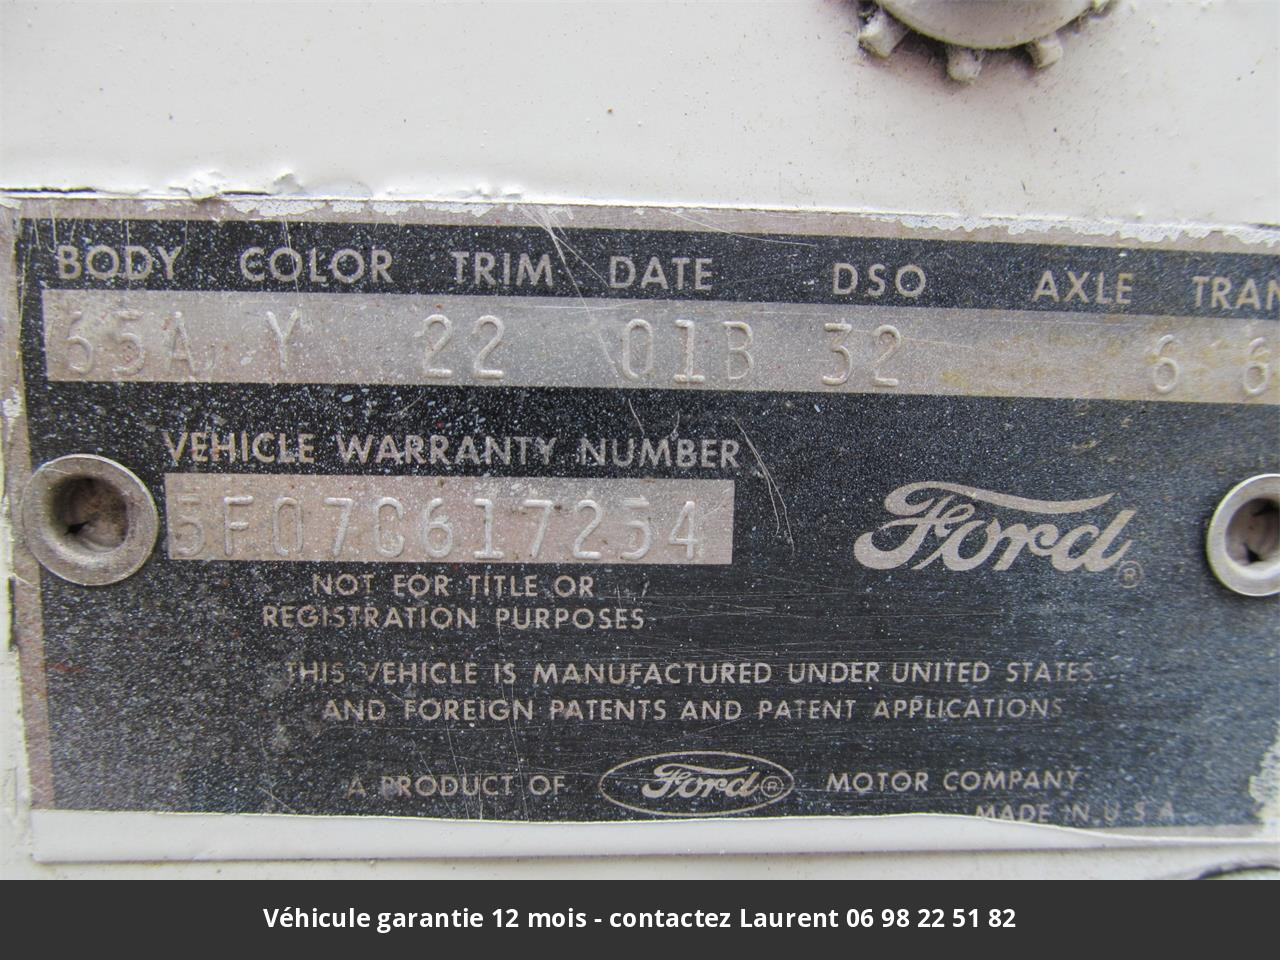 BODY COLOR TRIM DATE DSO AXLE TRAN
65A Y 22 01B 32 6 6
VEHICLE WARRANTY NUMBER
5F07C617254
Ford ®
NOT FOR TITLE OR
REGISTRATION PURPOSES
THIS VEHICLE IS MANUFACTURED UNDER UNITED STATES
AND FOREIGN PATENTS AND PATENT APPLICATIONS
A PRODUCT OF Ford ® MOTOR COMPANY
MADE IN U.S.A.
Véhicule garantie 12 mois - contactez Laurent 06 98 22 51 82